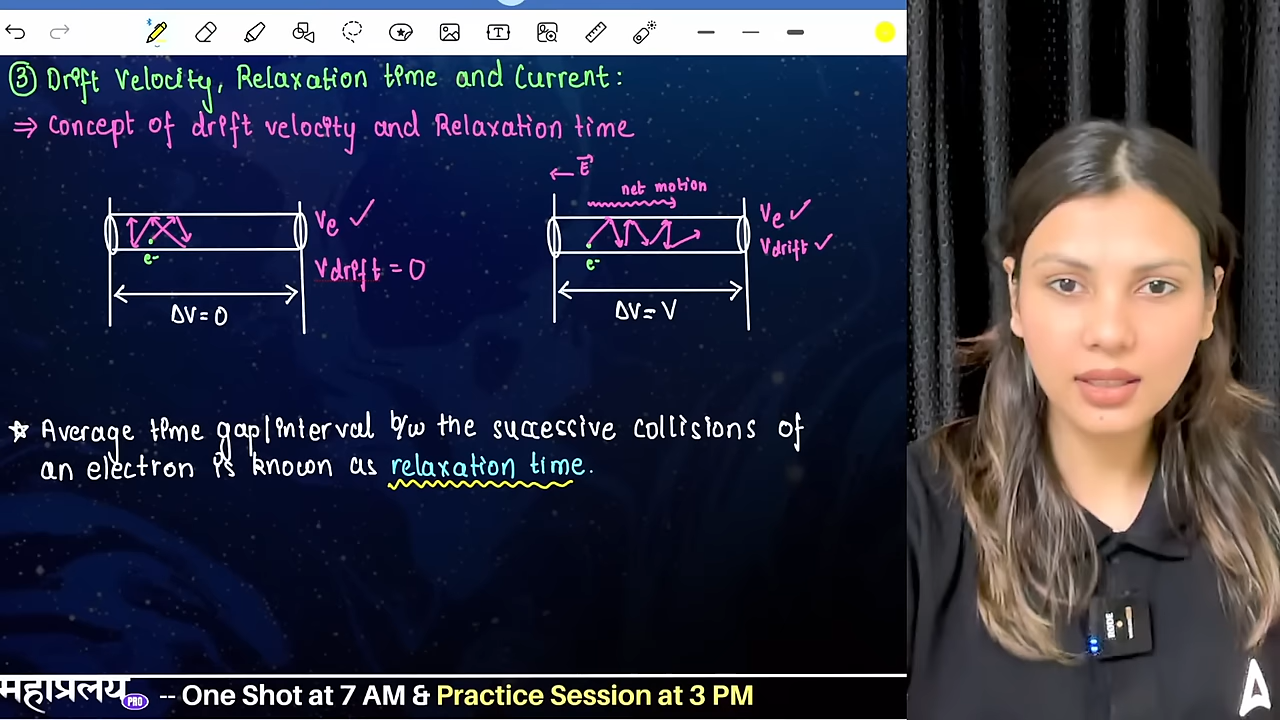 ③ Drift Velocity, Relaxation time and Current:
⇒ Concept of drift velocity and Relaxation time
← E⃗
net motion
Ve ✓
Vdrift = 0
e-
ΔV = 0
Ve ✓
Vdrift ✓
e-
ΔV = V
☆ Average time gap/interval b/w the successive collisions of
an electron is known as relaxation time.
RODE
महाप्रलय PRO -- One Shot at 7 AM & Practice Session at 3 PM